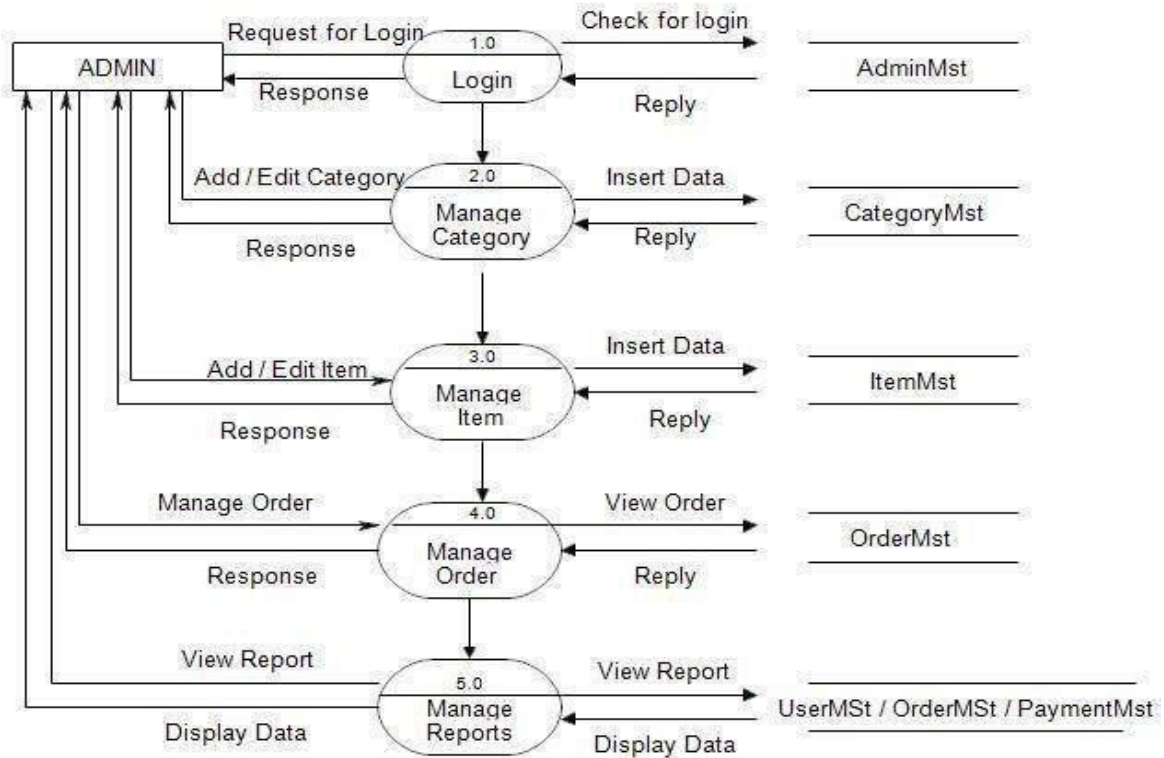 Request for Login
Check for login
ADMIN
1.0
Login
AdminMst
Response
Reply
Add / Edit Category
2.0
Insert Data
Manage
Category
CategoryMst
Response
Reply
Add / Edit Item
3.0
Insert Data
Manage
Item
ItemMst
Response
Reply
Manage Order
4.0
View Order
Manage
Order
OrderMst
Response
Reply
View Report
5.0
View Report
Manage
Reports
UserMSt / OrderMSt / PaymentMst
Display Data
Display Data